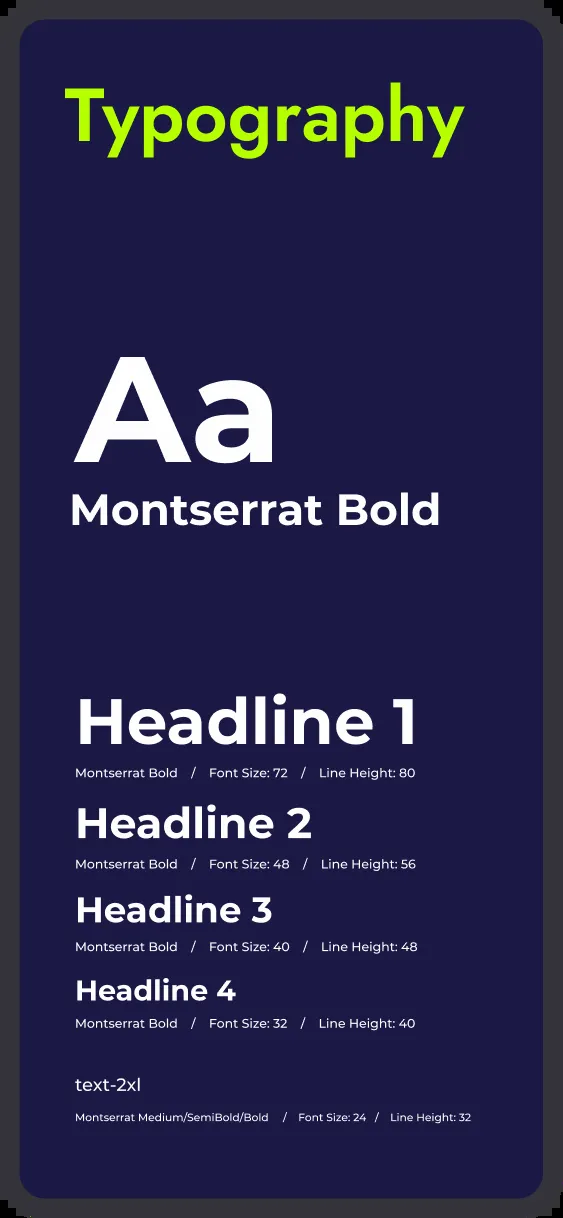 Typography
Aa
Montserrat Bold
Headline 1
Montserrat Bold / Font Size: 72 / Line Height: 80
Headline 2
Montserrat Bold / Font Size: 48 / Line Height: 56
Headline 3
Montserrat Bold / Font Size: 40 / Line Height: 48
Headline 4
Montserrat Bold / Font Size: 32 / Line Height: 40
text-2xl
Montserrat Medium/SemiBold/Bold / Font Size: 24 / Line Height: 32